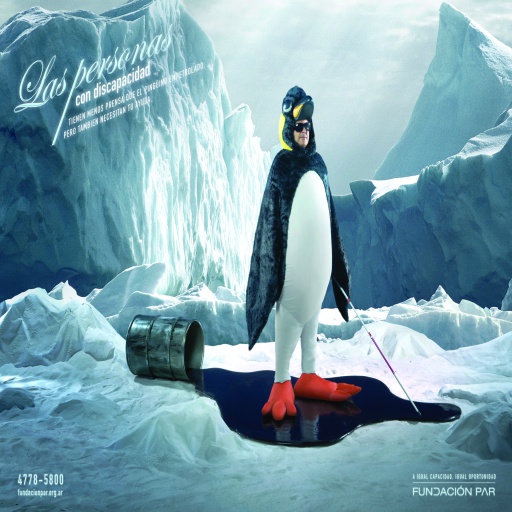 Las personas
con discapacidad
TIENEN MENOS PRENSA QUE EL PINGÜINO EMPETROLADO,
PERO TAMBIÉN NECESITAN TU AYUDA.
4778-5800
fundacionpar.org.ar
A IGUAL CAPACIDAD, IGUAL OPORTUNIDAD
FUNDACIÓN PAR